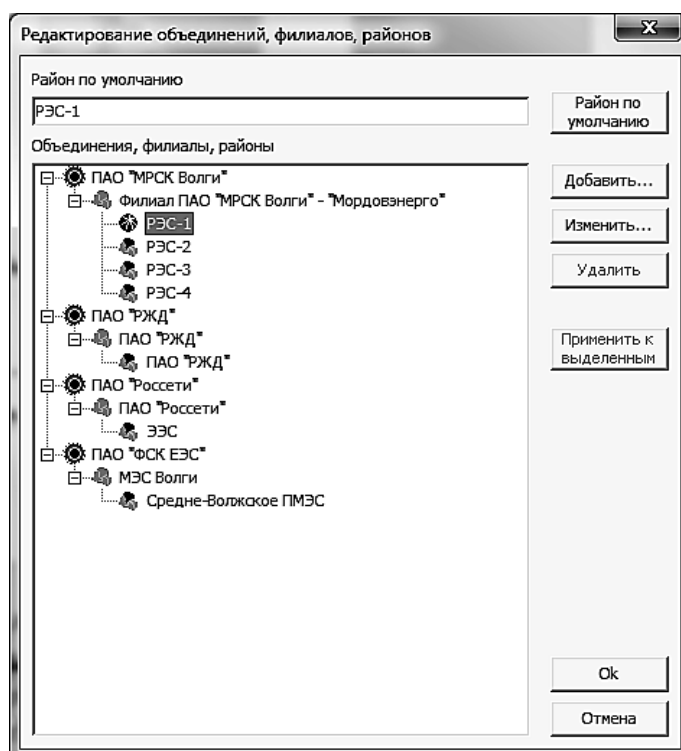 Редактирование объединений, филиалов, районов
Район по умолчанию
РЭС-1
Район по умолчанию
Объединения, филиалы, районы
ПАО "МРСК Волги"
Филиал ПАО "МРСК Волги" - "Мордовэнерго"
РЭС-1
РЭС-2
РЭС-3
РЭС-4
ПАО "РЖД"
ПАО "РЖД"
ПАО "РЖД"
ПАО "Россети"
ПАО "Россети"
ЭЭС
ПАО "ФСК ЕЭС"
МЭС Волги
Средне-Волжское ПМЭС
Добавить...
Изменить...
Удалить
Применить к
выделенным
Ok
Отмена